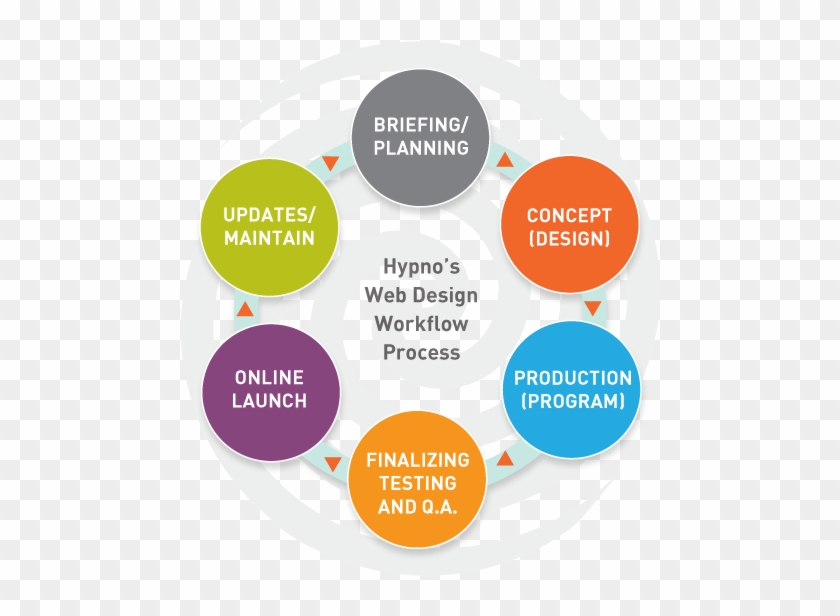 BRIEFING/
PLANNING
CONCEPT
(DESIGN)
PRODUCTION
(PROGRAM)
FINALIZING
TESTING
AND Q.A.
ONLINE
LAUNCH
UPDATES/
MAINTAIN
Hypno's
Web Design
Workflow
Process